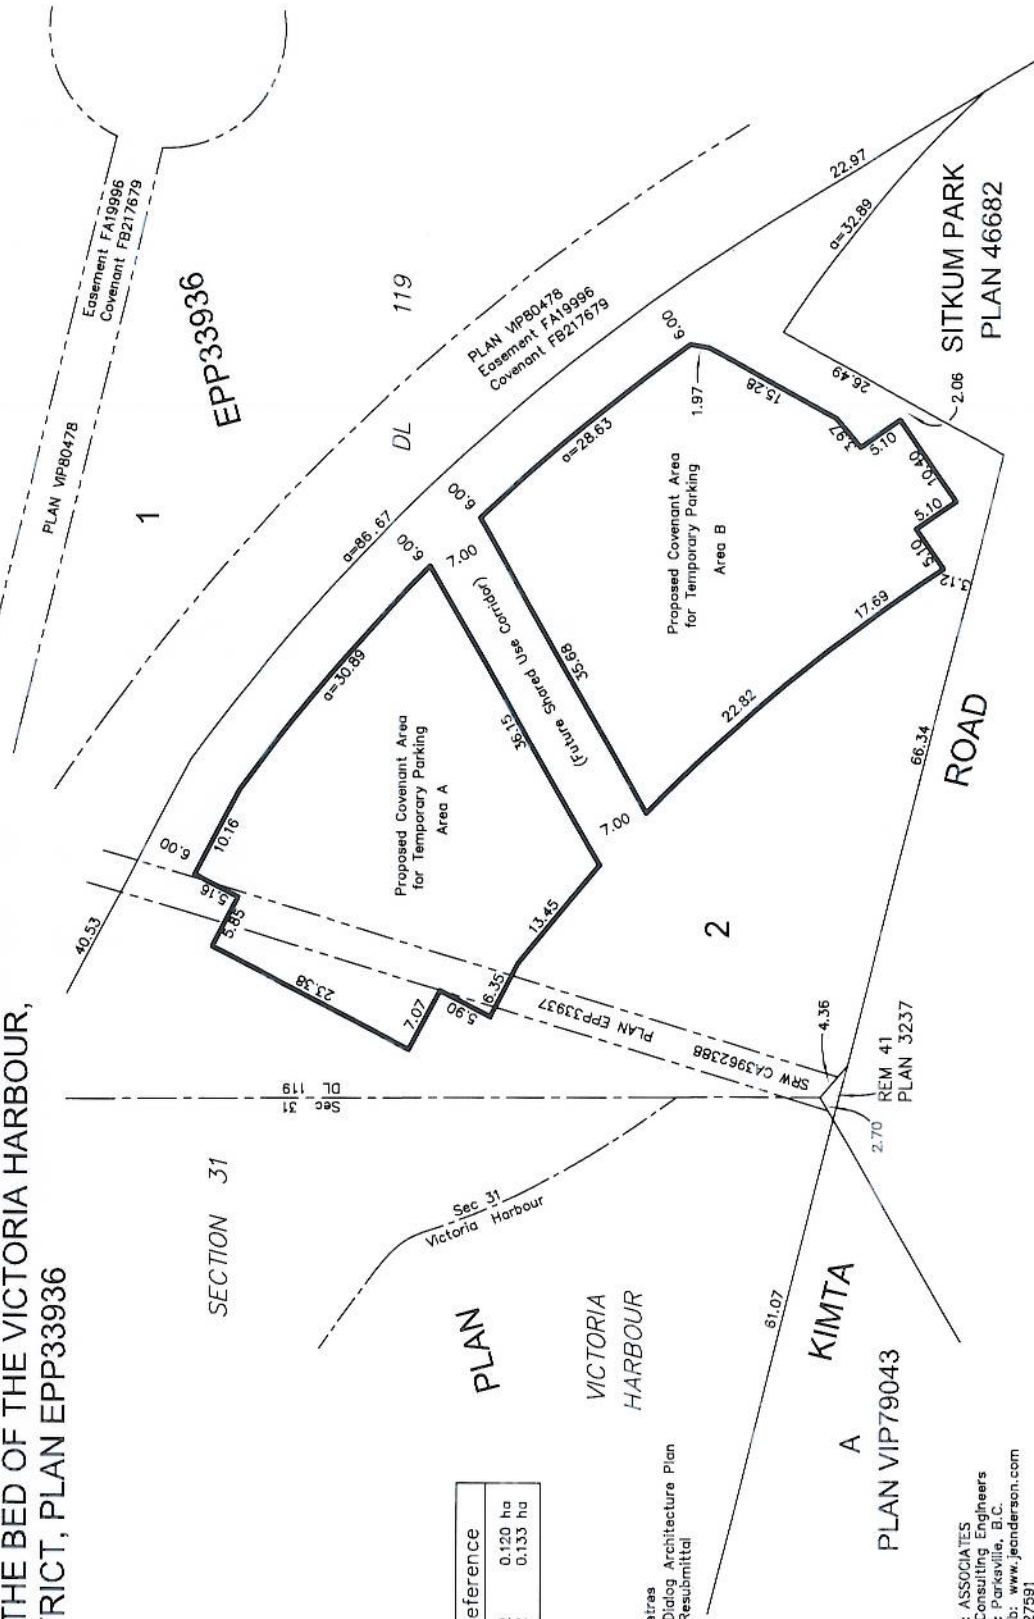 THE BED OF THE VICTORIA HARBOUR,
TRICT, PLAN EPP33936
PLAN VIP80478
Easement FA19996
Covenant FB217679
1
EPP33936
DL 119
PLAN VIP80478
Easement FA19996
Covenant FB217679
40.53
a=86.67
22.97
a=32.89
26.49
2.06
SITKUM PARK
PLAN 46682
6.00
6.00
6.00
6.00
10.16
a=30.89
36.15
13.45
6.35
5.90
7.07
23.38
5.85
5.16
Proposed Covenant Area
for Temporary Parking
Area A
7.00
(Future Shared Use Corridor)
7.00
a=28.63
1.97
15.28
3.97
5.10
10.40
5.10
5.10
3.12
17.69
22.82
35.68
Proposed Covenant Area
for Temporary Parking
Area B
2
PLAN EPP33937
SRW CA3962388
DL 119
Sec 31
SECTION 31
Sec 31
Victoria Harbour
PLAN
VICTORIA
HARBOUR
4.36
REM 41
PLAN 3237
2.70
66.34
ROAD
61.07
KIMTA
A
PLAN VIP79043
eference
0.120 ha
0.133 ha
etres
Dialog Architecture Plan
Resubmittal
ASSOCIATES
Consulting Engineers
Parksville, B.C.
b: www.jeanderson.com
87591